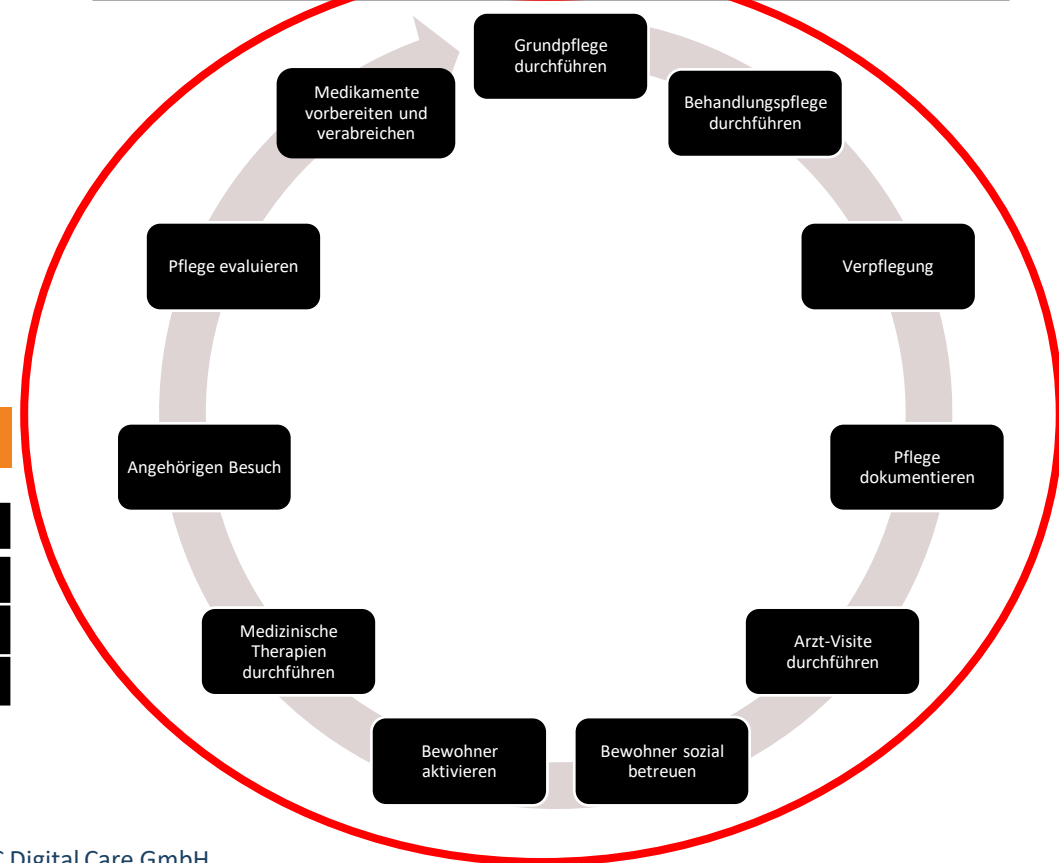 Grundpflege
durchführen
Behandlungspflege
durchführen
Verpflegung
Pflege
dokumentieren
Arzt-Visite
durchführen
Bewohner sozial
betreuen
Bewohner
aktivieren
Medizinische
Therapien
durchführen
Angehörigen Besuch
Pflege evaluieren
Medikamente
vorbereiten und
verabreichen
Digital Care GmbH